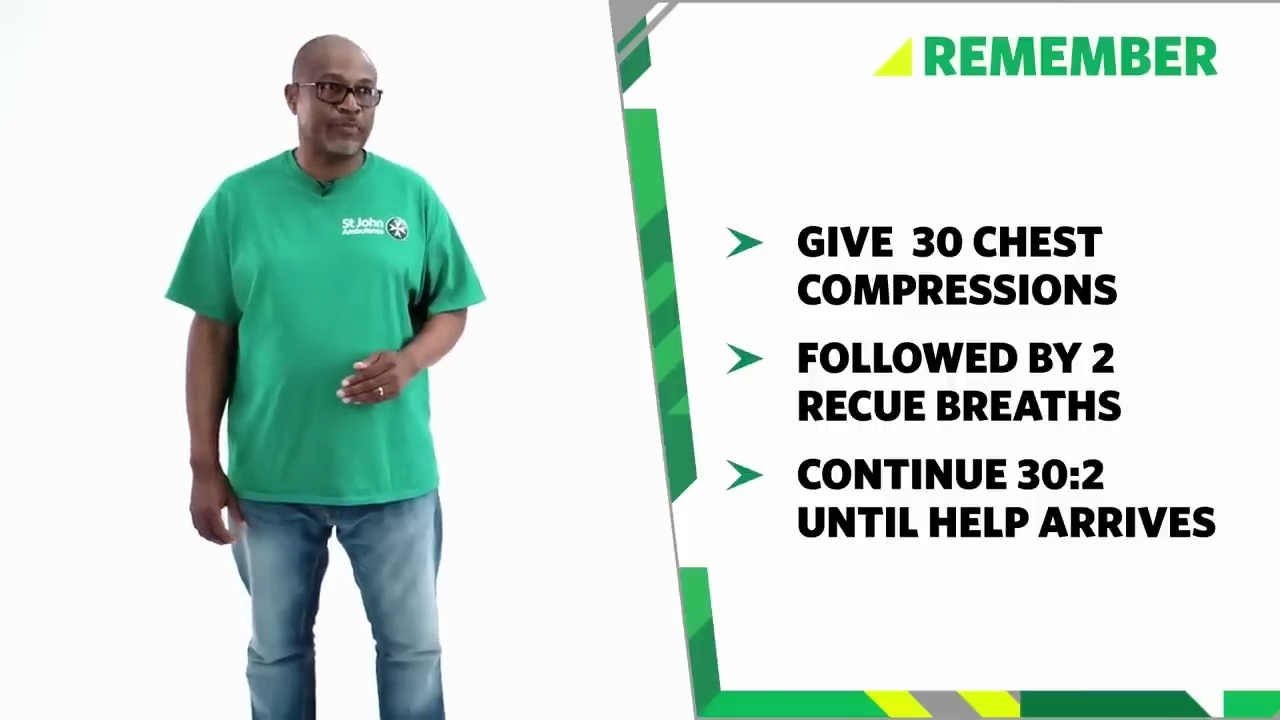 St John
Ambulance
REMEMBER
GIVE  30 CHEST
COMPRESSIONS
FOLLOWED BY 2
RECUE BREATHS
CONTINUE 30:2
UNTIL HELP ARRIVES